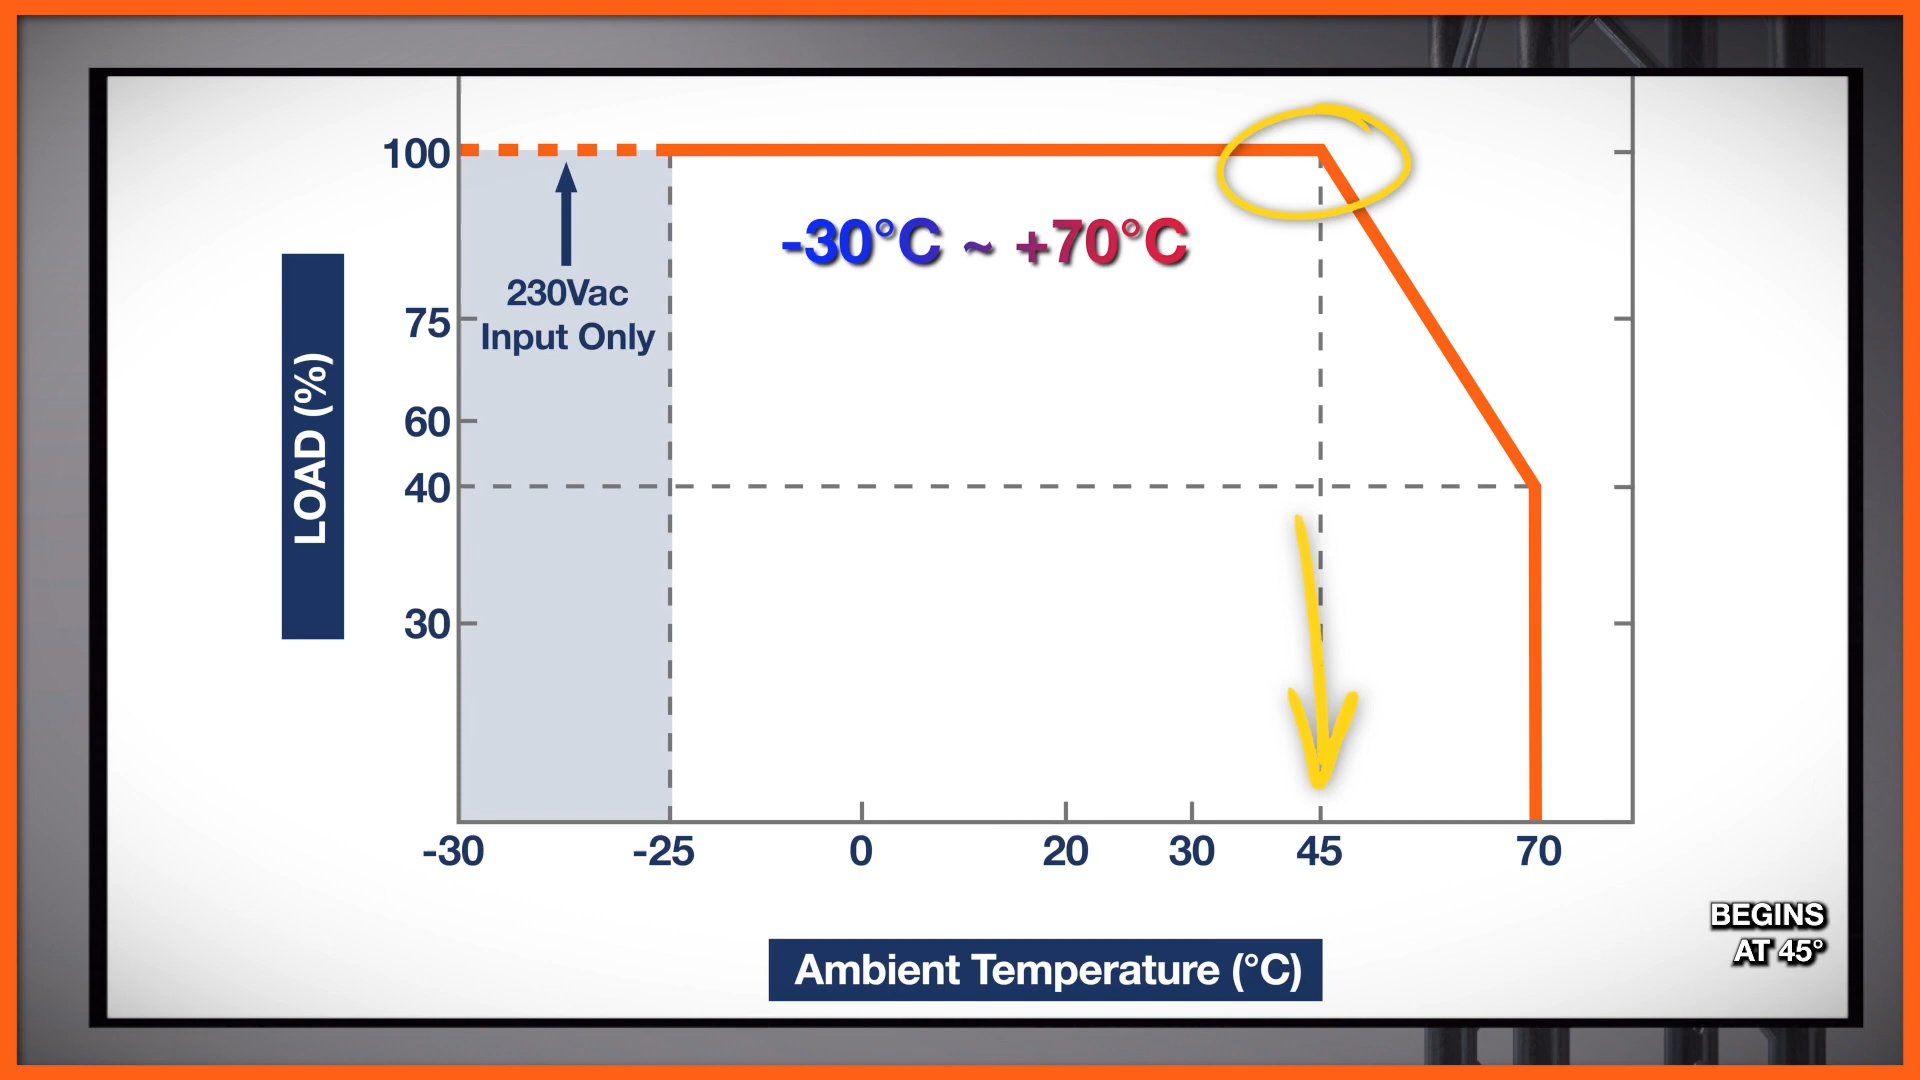 100
-30°C ~ +70°C
230Vac
Input Only
75
60
40
30
LOAD (%)
-30 -25 0 20 30 45 70
Ambient Temperature (°C)
BEGINS
AT 45°